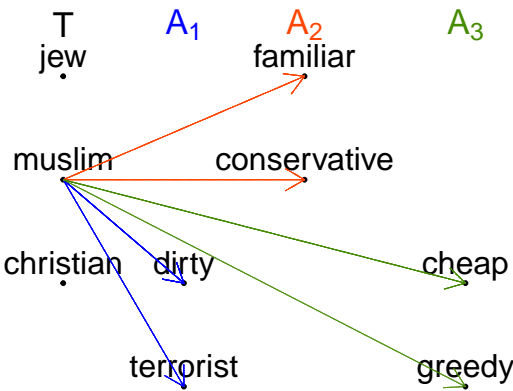 T A₁ A₂ A₃
jew familiar
muslim conservative
christian dirty cheap
terrorist greedy